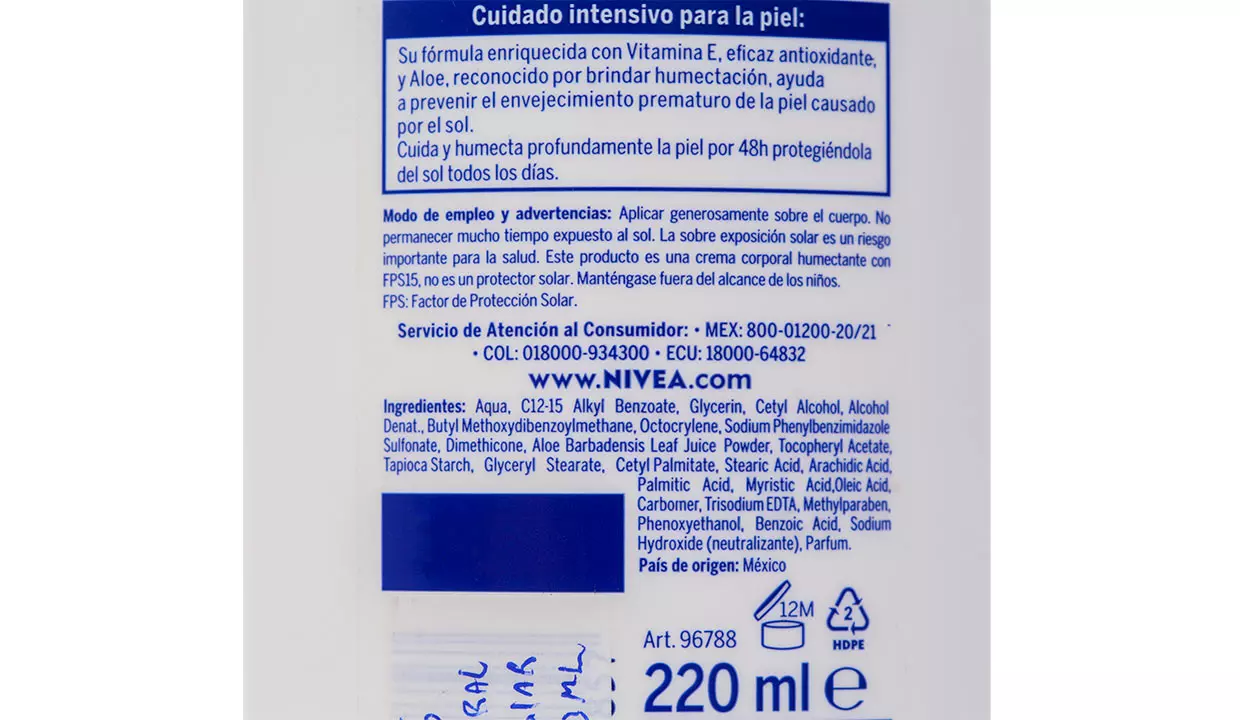 Cuidado intensivo para la piel:
Su fórmula enriquecida con Vitamina E, eficaz antioxidante,
y Aloe, reconocido por brindar humectación, ayuda
a prevenir el envejecimiento prematuro de la piel causado
por el sol.
Cuida y humecta profundamente la piel por 48h protegiéndola
del sol todos los días.
Modo de empleo y advertencias: Aplicar generosamente sobre el cuerpo. No
permanecer mucho tiempo expuesto al sol. La sobre exposición solar es un riesgo
importante para la salud. Este producto es una crema corporal humectante con
FPS15, no es un protector solar. Manténgase fuera del alcance de los niños.
FPS: Factor de Protección Solar.
Servicio de Atención al Consumidor: • MEX: 800-01200-20/21
• COL: 018000-934300 • ECU: 18000-64832
www.NIVEA.com
Ingredientes: Aqua, C12-15 Alkyl Benzoate, Glycerin, Cetyl Alcohol, Alcohol
Denat., Butyl Methoxydibenzoylmethane, Octocrylene, Sodium Phenylbenzimidazole
Sulfonate, Dimethicone, Aloe Barbadensis Leaf Juice Powder, Tocopheryl Acetate,
Tapioca Starch, Glyceryl Stearate, Cetyl Palmitate, Stearic Acid, Arachidic Acid,
Palmitic Acid, Myristic Acid,Oleic Acid,
Carbomer, Trisodium EDTA, Methylparaben,
Phenoxyethanol, Benzoic Acid, Sodium
Hydroxide (neutralizante), Parfum.
País de origen: México
12M
2
HDPE
Art. 96788
220 ml e